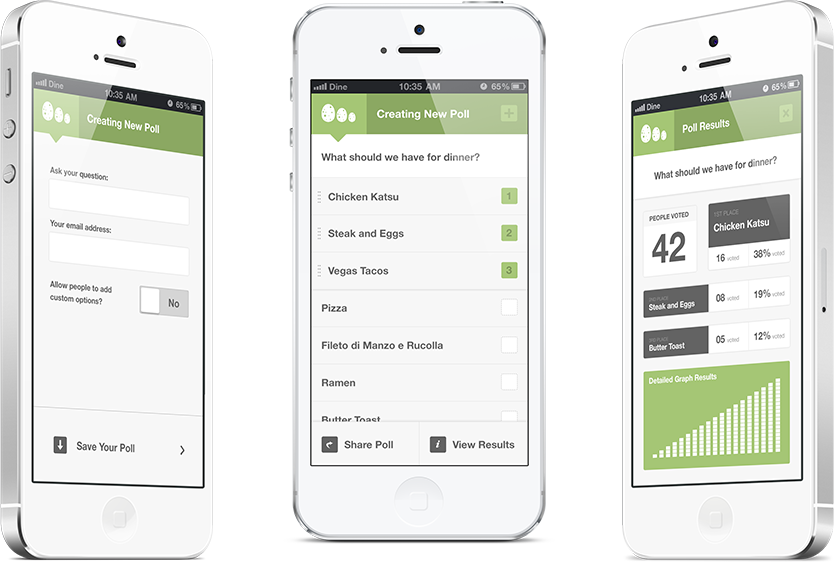 Dine
10:35 AM
65%
Creating New Poll
Ask your question:
Your email address:
Allow people to add
custom options?
No
Save Your Poll
Dine
10:35 AM
65%
Creating New Poll
+
What should we have for dinner?
Chicken Katsu
1
Steak and Eggs
2
Vegas Tacos
3
Pizza
Fileto di Manzo e Rucolla
Ramen
Butter Toast
Share Poll
i
View Results
Dine
10:35 AM
65%
Poll Results
x
What should we have for dinner?
PEOPLE VOTED
42
1ST PLACE
Chicken Katsu
16 voted
38% voted
Steak and Eggs
08 voted
19% voted
Butter Toast
05 voted
12% voted
Detailed Graph Results